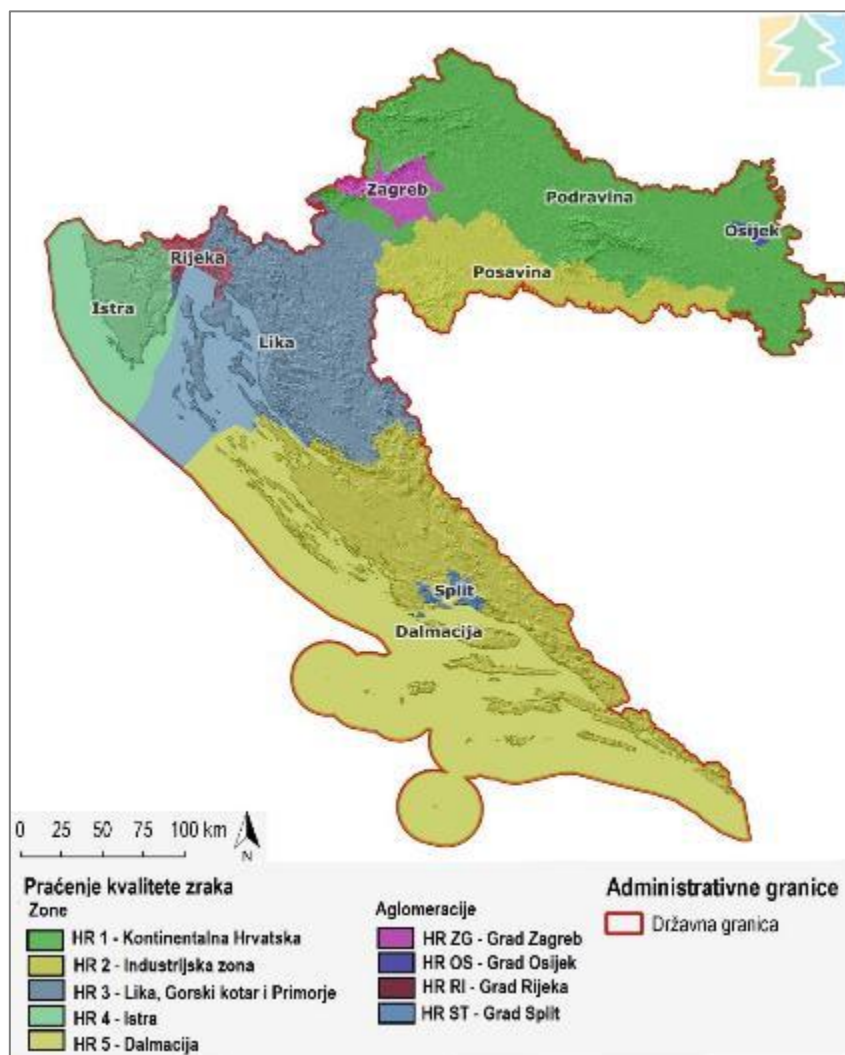 Zagreb
Podravina
Osijek
Rijeka
Posavina
Istra
Lika
Split
Dalmacija
0 25 50 75 100 km
N
Praćenje kvalitete zraka
Zone
HR 1 - Kontinentalna Hrvatska
HR 2 - Industrijska zona
HR 3 - Lika, Gorski kotar i Primorje
HR 4 - Istra
HR 5 - Dalmacija
Aglomeracije
HR ZG - Grad Zagreb
HR OS - Grad Osijek
HR RI - Grad Rijeka
HR ST - Grad Split
Administrativne granice
Državna granica